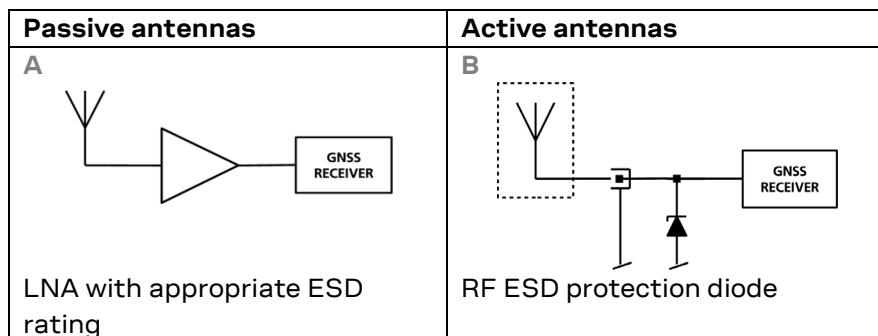 Passive antennas
Active antennas
A
GNSS
RECEIVER
LNA with appropriate ESD
rating
B
GNSS
RECEIVER
RF ESD protection diode